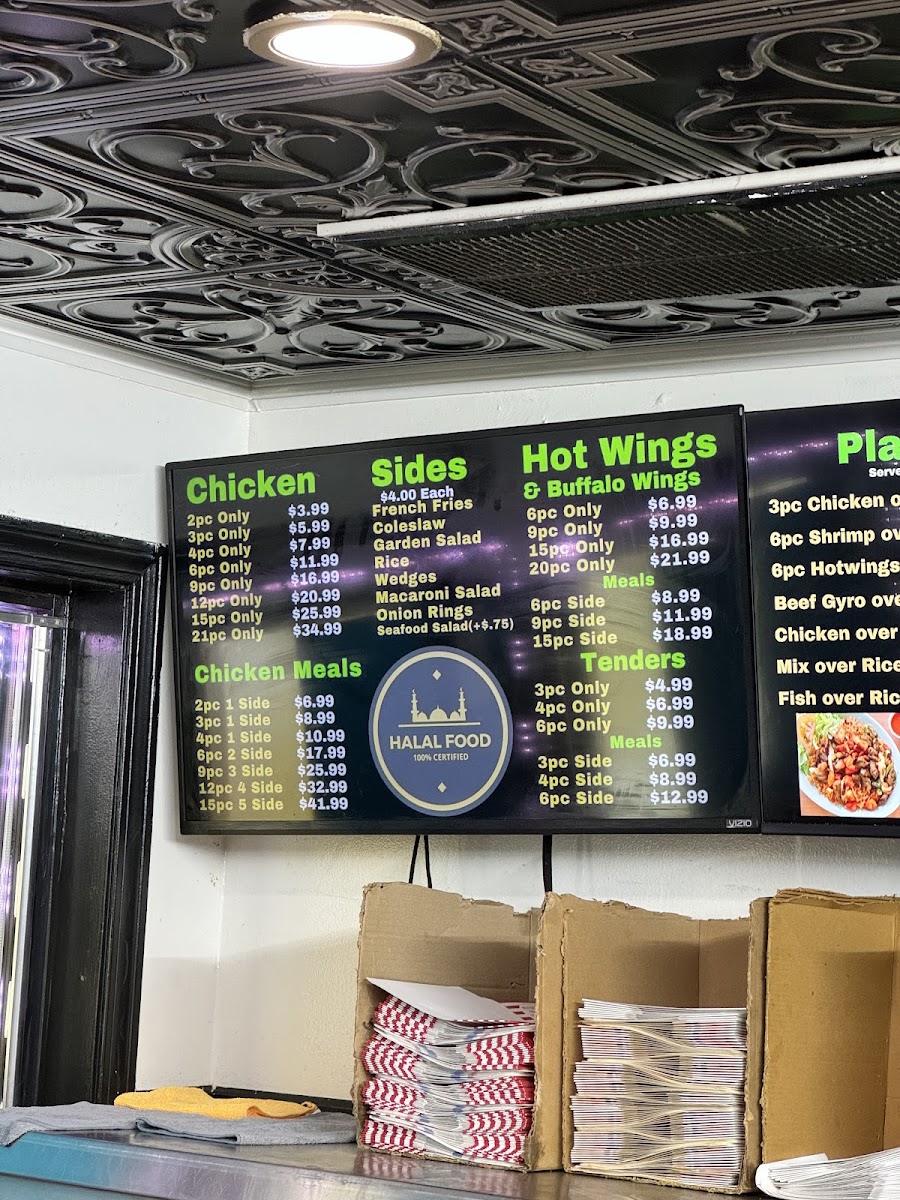 Chicken
2pc Only $3.99
3pc Only $5.99
4pc Only $7.99
6pc Only $11.99
9pc Only $16.99
12pc Only $20.99
15pc Only $25.99
21pc Only $34.99
Chicken Meals
2pc 1 Side $6.99
3pc 1 Side $8.99
4pc 1 Side $10.99
6pc 2 Side $17.99
9pc 3 Side $25.99
12pc 4 Side $32.99
15pc 5 Side $41.99
Sides
$4.00 Each
French Fries
Coleslaw
Garden Salad
Rice
Wedges
Macaroni Salad
Onion Rings
Seafood Salad(+$.75)
HALAL FOOD
100% CERTIFIED
Hot Wings
& Buffalo Wings
6pc Only $6.99
9pc Only $9.99
15pc Only $16.99
20pc Only $21.99
Meals
6pc Side $8.99
9pc Side $11.99
15pc Side $18.99
Tenders
3pc Only $4.99
4pc Only $6.99
6pc Only $9.99
Meals
3pc Side $6.99
4pc Side $8.99
6pc Side $12.99
VIZIO
Pla
Serve
3pc Chicken o
6pc Shrimp ov
6pc Hotwings
Beef Gyro ove
Chicken over
Mix over Rice
Fish over Ric